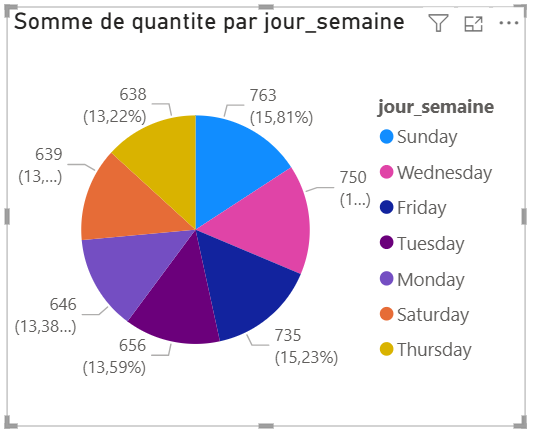 Somme de quantite par jour_semaine
638
(13,22%)
763
(15,81%)
639
(13,...)
750
(1...)
646
(13,38...)
656
(13,59%)
735
(15,23%)
jour_semaine
Sunday
Wednesday
Friday
Tuesday
Monday
Saturday
Thursday